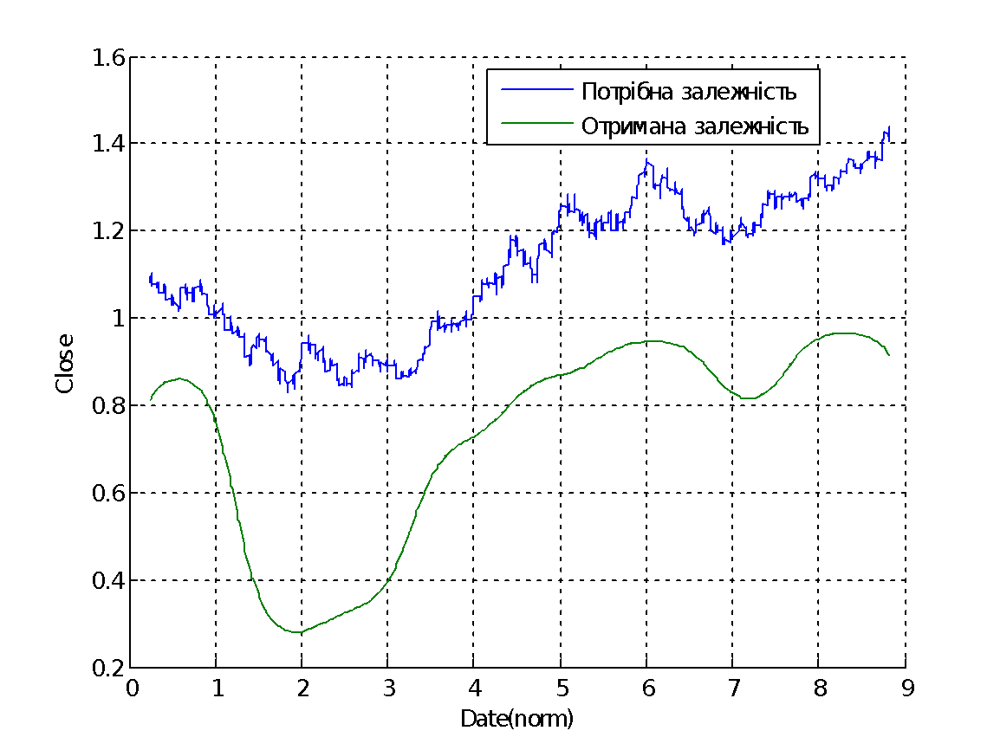 1.6
Потрібна залежність
Отримана залежність
1.4
1.2
1
0.8
0.6
0.4
0.2
Close
0 1 2 3 4 5 6 7 8 9
Date(norm)